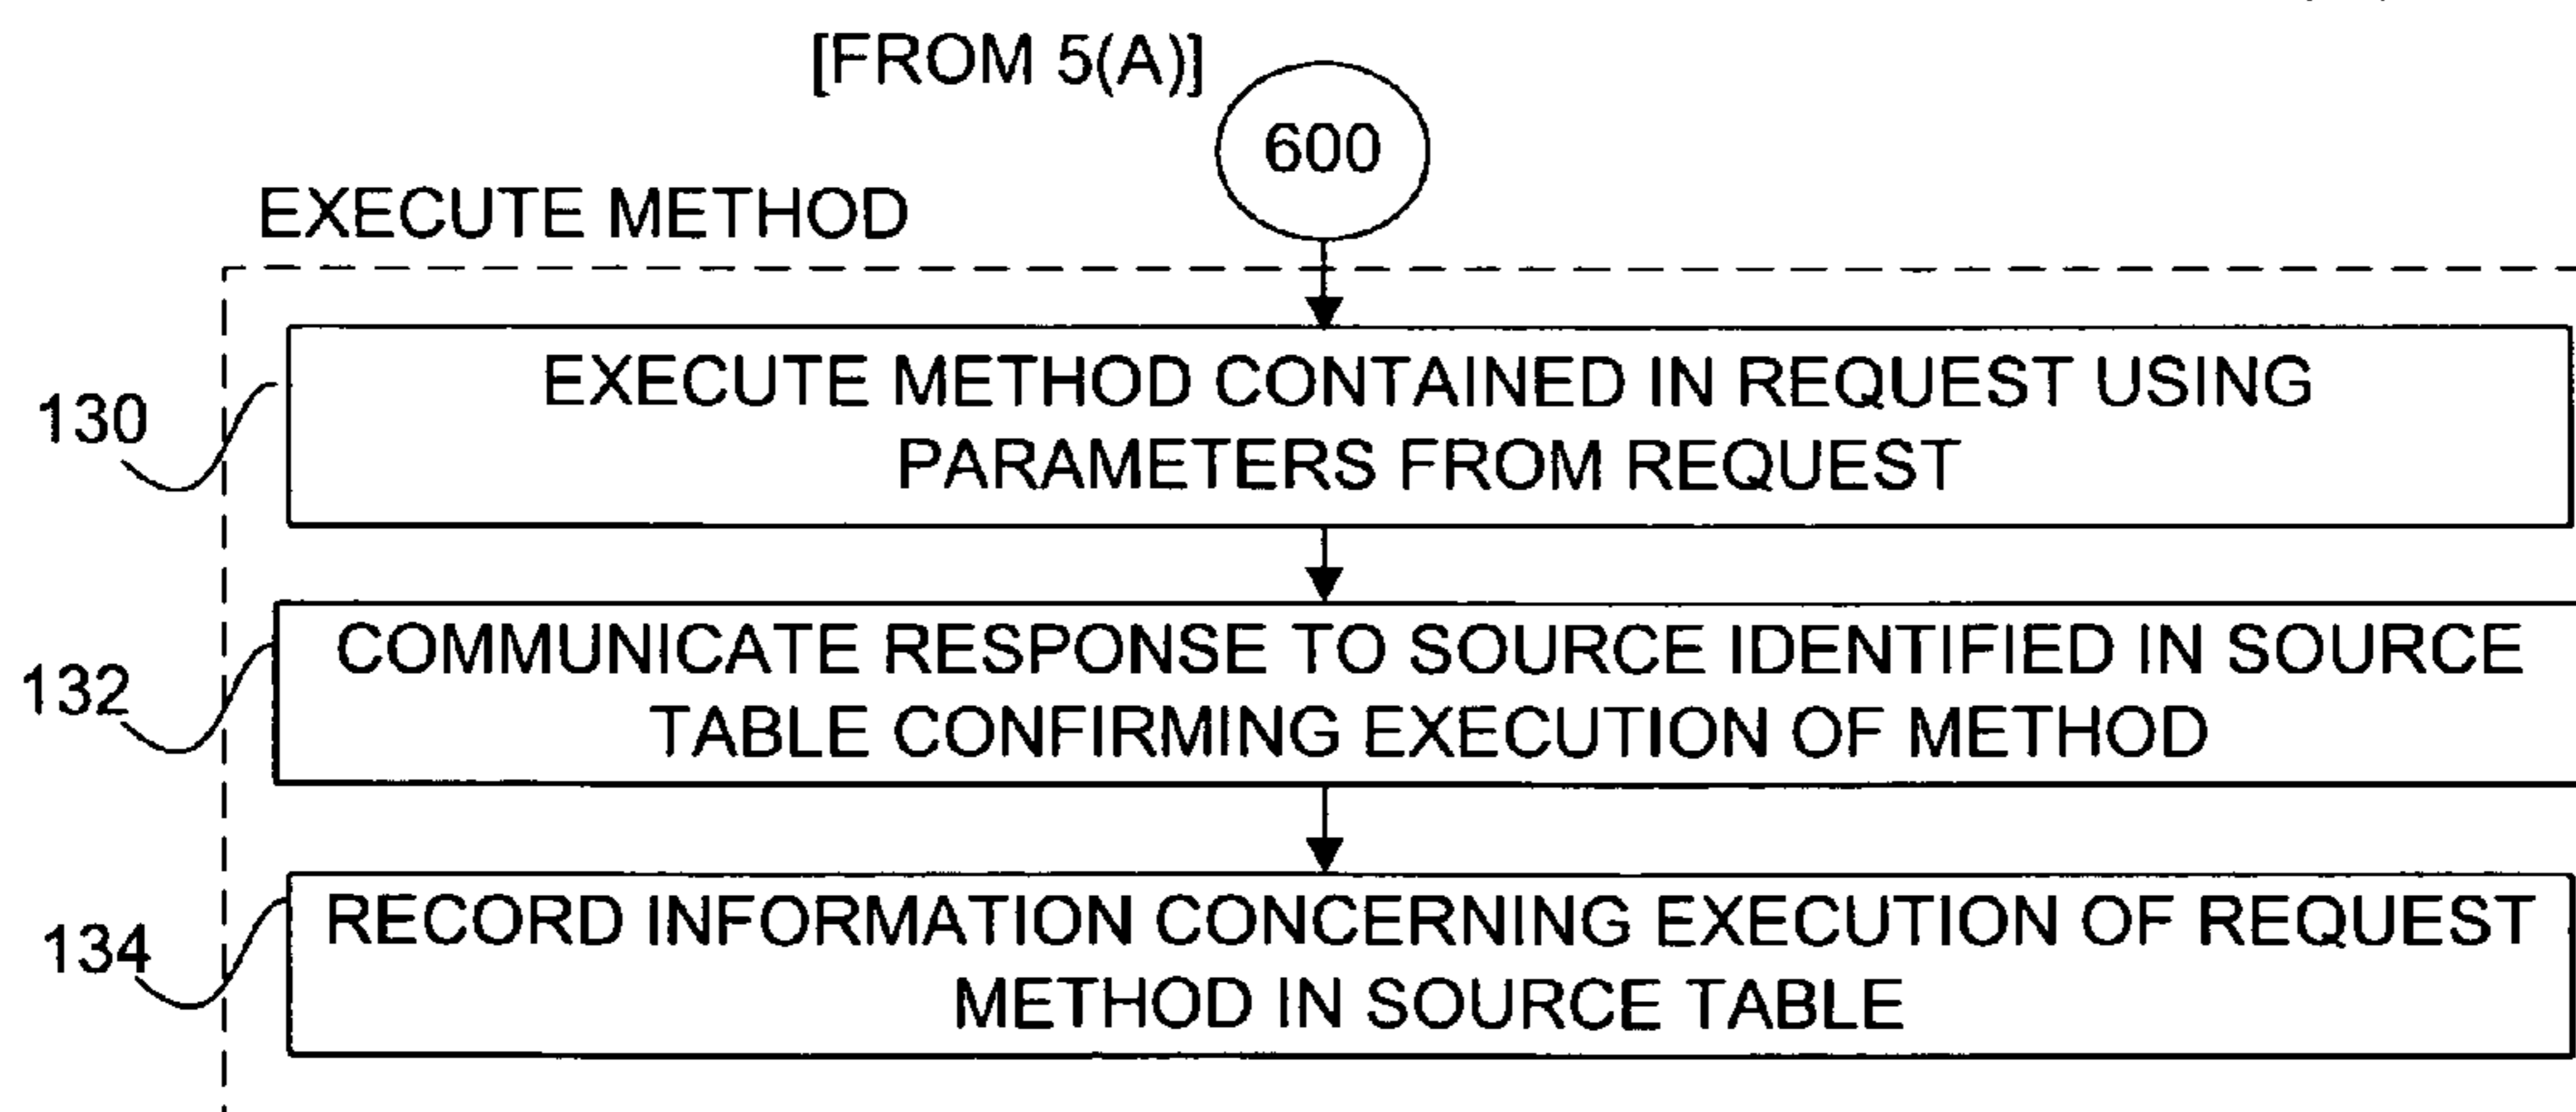 [FROM 5(A)]
600
EXECUTE METHOD
130
EXECUTE METHOD CONTAINED IN REQUEST USING
PARAMETERS FROM REQUEST
132
COMMUNICATE RESPONSE TO SOURCE IDENTIFIED IN SOURCE
TABLE CONFIRMING EXECUTION OF METHOD
134
RECORD INFORMATION CONCERNING EXECUTION OF REQUEST
METHOD IN SOURCE TABLE